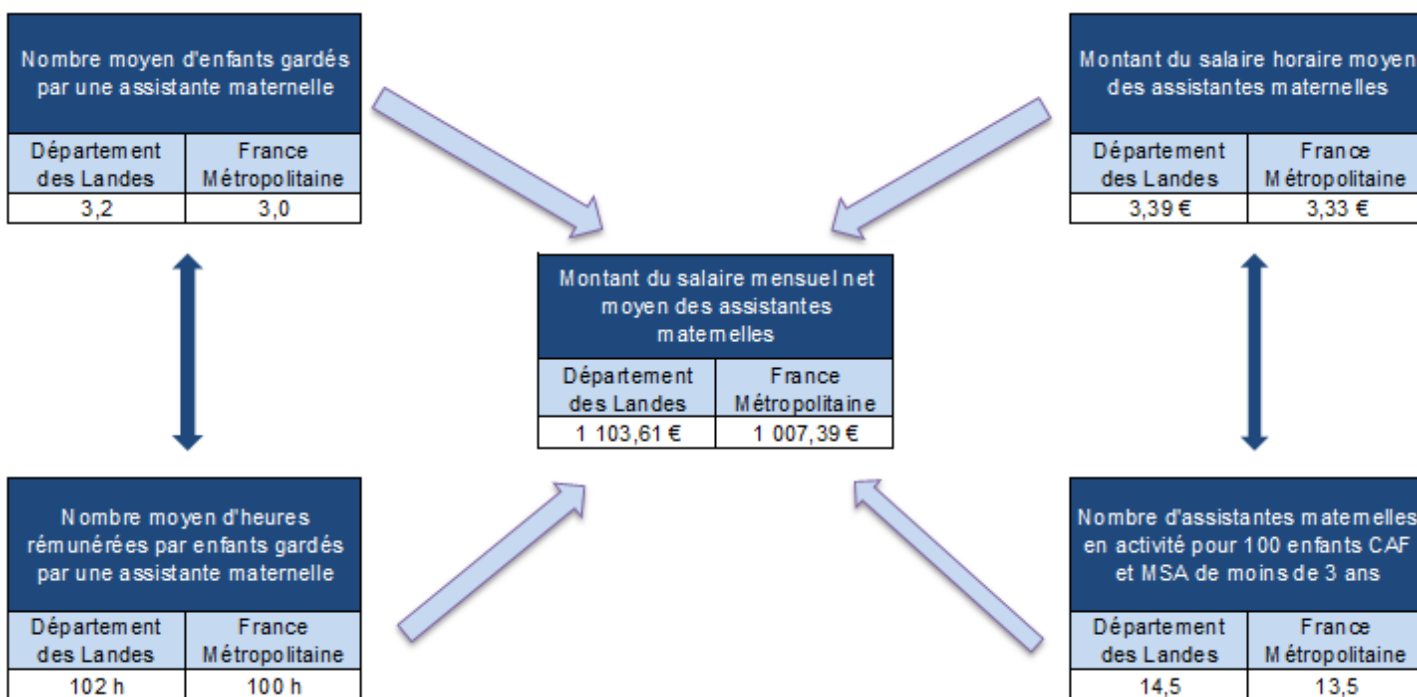 Nombre moyen d'enfants gardés
par une assistante maternelle
Département
des Landes
France
Métropolitaine
3,2
3,0
Montant du salaire horaire moyen
des assistantes maternelles
Département
des Landes
France
Métropolitaine
3,39 €
3,33 €
Montant du salaire mensuel net
moyen des assistantes
maternelles
Département
des Landes
France
Métropolitaine
1 103,61 €
1 007,39 €
Nombre moyen d'heures
rémunérées par enfants gardés
par une assistante maternelle
Département
des Landes
France
Métropolitaine
102 h
100 h
Nombre d'assistantes maternelles
en activité pour 100 enfants CAF
et MSA de moins de 3 ans
Département
des Landes
France
Métropolitaine
14,5
13,5